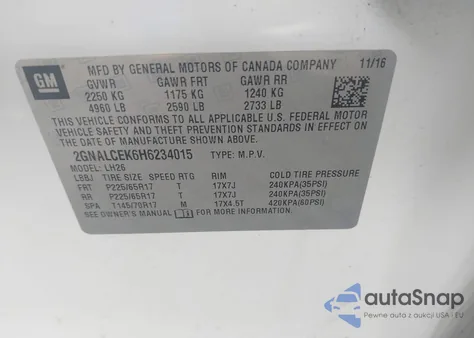 GM
MFD BY GENERAL MOTORS OF CANADA COMPANY 11/16
GVWR GAWR FRT GAWR RR
2250 KG 1175 KG 1240 KG
4960 LB 2590 LB 2733 LB
THIS VEHICLE CONFORMS TO ALL APPLICABLE U.S. FEDERAL MOTOR
VEHICLE SAFETY, BUMPER, AND THEFT PREVENTION STANDARDS IN EFFECT ON
THE DATE OF MANUFACTURE SHOWN ABOVE.
2GNALCEK6H6234015 TYPE: M.P.V.
MODEL: LH26
LBBJ TIRE SIZE SPEED RTG RIM COLD TIRE PRESSURE
FRT P225/65R17 T 17X7J 240KPA(35PSI)
RR P225/65R17 T 17X7J 240KPA(35PSI)
SPA T145/70R17 M 17X4.5T 420KPA(60PSI)
SEE OWNER'S MANUAL FOR ADDITIONAL INFORMATION
autaSnap
Pewne auta z aukcji USA i EU